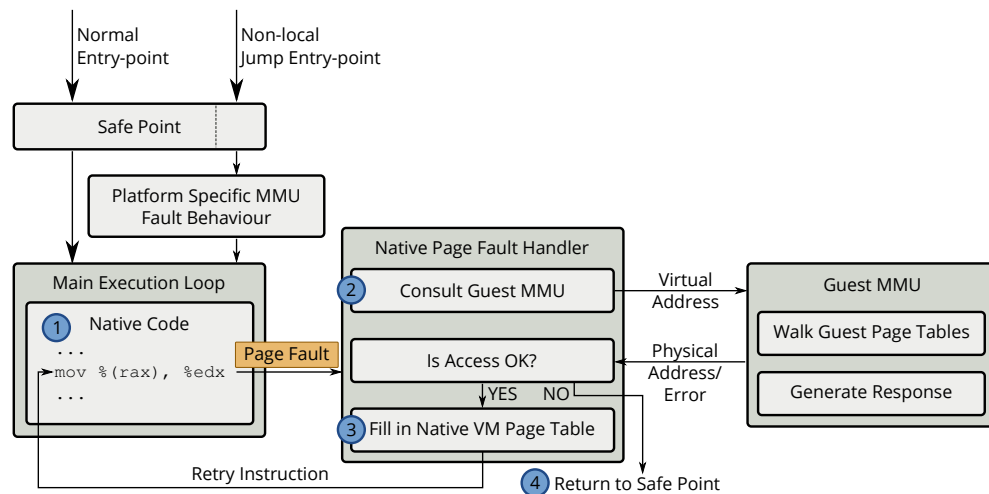 Normal
Entry-point
Non-local
Jump Entry-point
Safe Point
Platform Specific MMU
Fault Behaviour
Main Execution Loop
1
Native Code
...
mov %(rax), %edx
...
Page Fault
Native Page Fault Handler
2
Consult Guest MMU
Is Access OK?
YES
NO
3
Fill in Native VM Page Table
Virtual
Address
Physical
Address/
Error
Guest MMU
Walk Guest Page Tables
Generate Response
Retry Instruction
4
Return to Safe Point